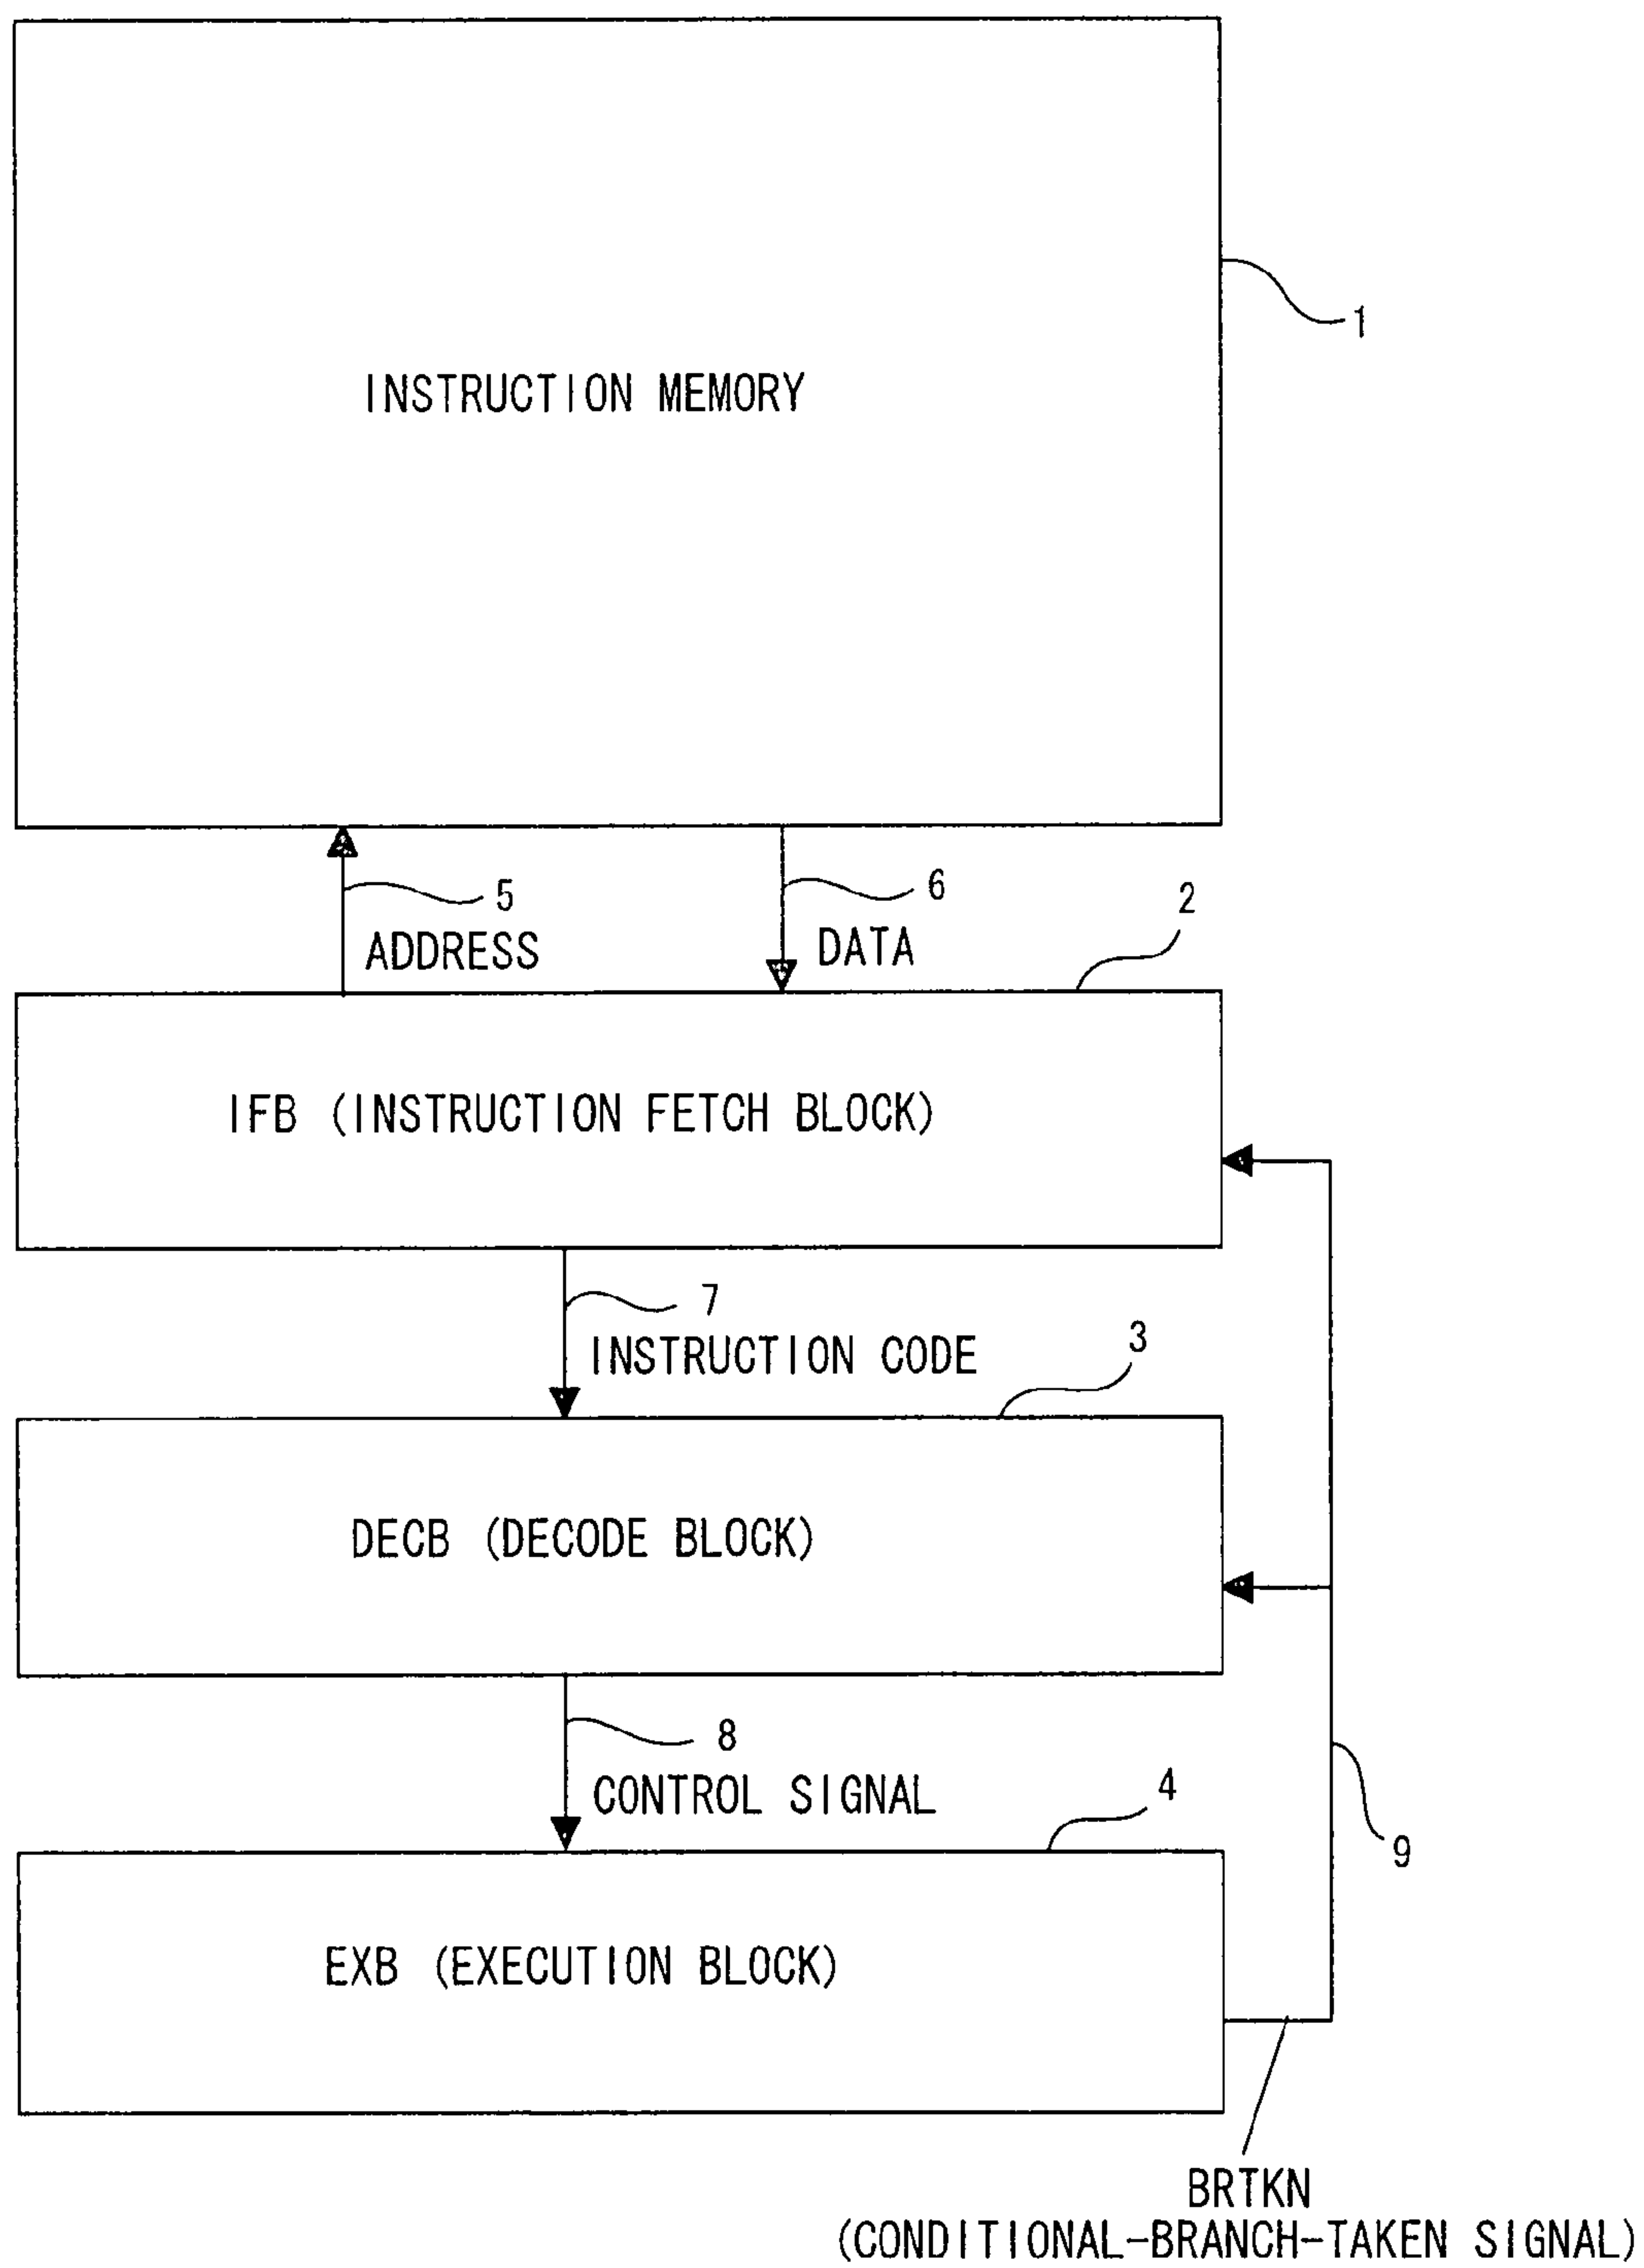 INSTRUCTION MEMORY
1
5
ADDRESS
6
DATA
2
IFB (INSTRUCTION FETCH BLOCK)
7
INSTRUCTION CODE
3
DECB (DECODE BLOCK)
8
CONTROL SIGNAL
4
9
EXB (EXECUTION BLOCK)
BRTKN
(CONDITIONAL-BRANCH-TAKEN SIGNAL)